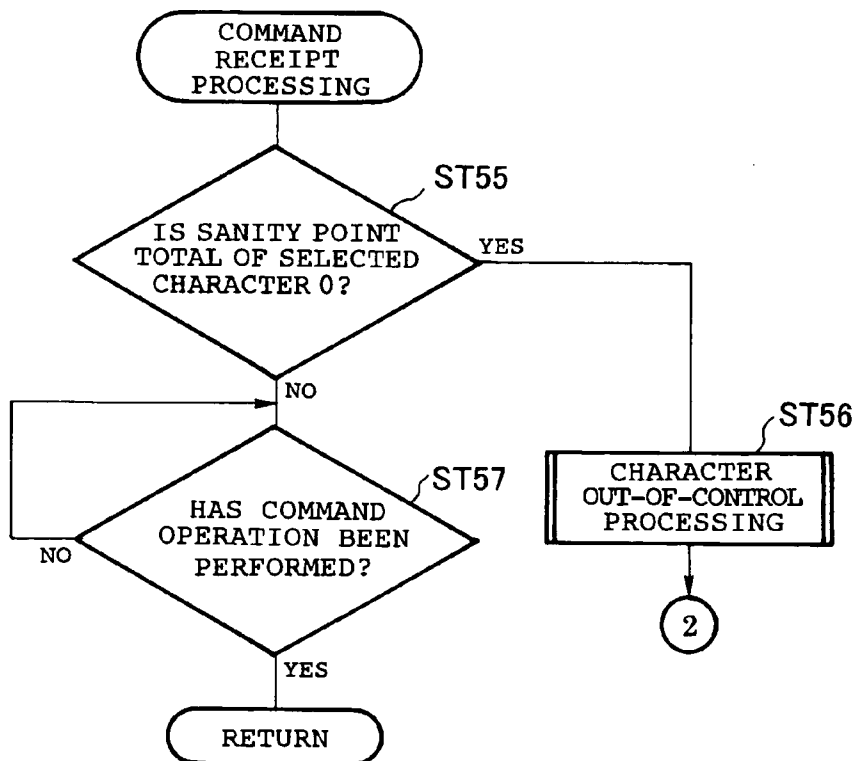 COMMAND
RECEIPT
PROCESSING
ST55
IS SANITY POINT
TOTAL OF SELECTED
CHARACTER 0?
YES
NO
ST56
CHARACTER
OUT-OF-CONTROL
PROCESSING
ST57
HAS COMMAND
OPERATION BEEN
PERFORMED?
NO
2
YES
RETURN